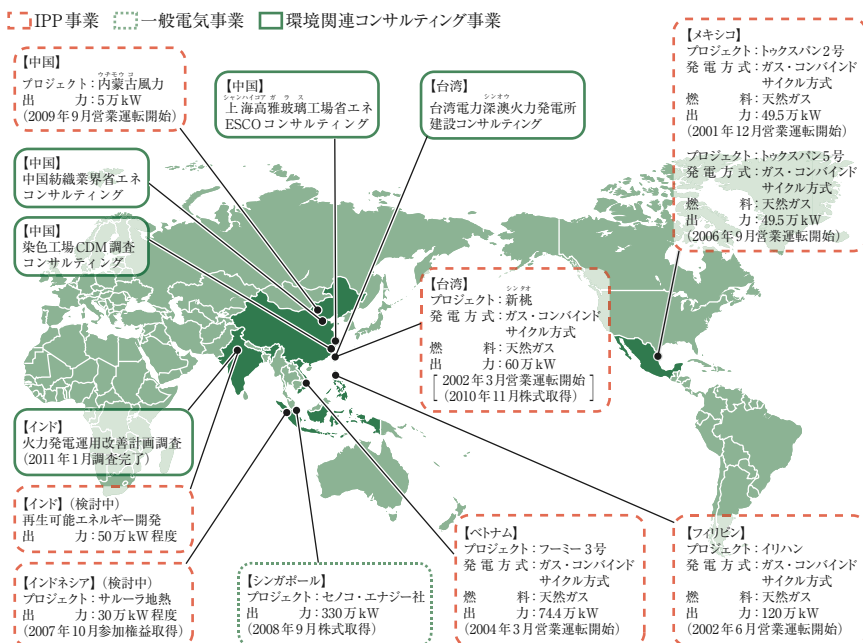 IPP事業 一般電気事業 環境関連コンサルティング事業
【中国】
ウチモウコ
プロジェクト：内蒙古風力
出力：5万kW
(2009年9月営業運転開始)
【中国】
シャンハイコアガラス
上海高雅玻璃工場省エネ
ESCOコンサルティング
【台湾】
シンオウ
台湾電力深澳火力発電所
建設コンサルティング
【メキシコ】
プロジェクト：トゥクスパン2号
発電方式：ガス・コンバインド
サイクル方式
燃料：天然ガス
出力：49.5万kW
(2001年12月営業運転開始)
プロジェクト：トゥクスパン5号
発電方式：ガス・コンバインド
サイクル方式
燃料：天然ガス
出力：49.5万kW
(2006年9月営業運転開始)
【中国】
中国紡織業界省エネ
コンサルティング
【中国】
染色工場CDM調査
コンサルティング
【台湾】
シンタオ
プロジェクト：新桃
発電方式：ガス・コンバインド
サイクル方式
燃料：天然ガス
出力：60万kW
[2002年3月営業運転開始
(2010年11月株式取得)]
【インド】
火力発電運用改善計画調査
(2011年1月調査完了)
【インド】(検討中)
再生可能エネルギー開発
出力：50万kW程度
【インドネシア】(検討中)
プロジェクト：サルーラ地熱
出力：30万kW程度
(2007年10月参加権益取得)
【シンガポール】
プロジェクト：セノコ・エナジー社
出力：330万kW
(2008年9月株式取得)
【ベトナム】
プロジェクト：フーミー3号
発電方式：ガス・コンバインド
サイクル方式
燃料：天然ガス
出力：74.4万kW
(2004年3月営業運転開始)
【フィリピン】
プロジェクト：イリハン
発電方式：ガス・コンバインド
サイクル方式
燃料：天然ガス
出力：120万kW
(2002年6月営業運転開始)